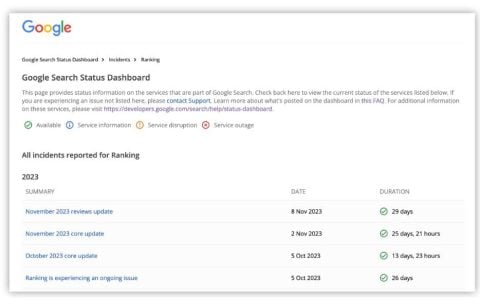 Google
Google Search Status Dashboard > Incidents > Ranking
Google Search Status Dashboard
This page provides status information on the services that are part of Google Search. Check back here to view the current status of the services listed below. If
you are experiencing an issue not listed here, please contact Support. Learn more about what's posted on the dashboard in this FAQ. For additional information
on these services, please visit https://developers.google.com/search/help/status-dashboard.
Available Service information Service disruption Service outage
All incidents reported for Ranking
2023
SUMMARY DATE DURATION
November 2023 reviews update 8 Nov 2023 29 days
November 2023 core update 2 Nov 2023 25 days, 21 hours
October 2023 core update 5 Oct 2023 13 days, 23 hours
Ranking is experiencing an ongoing issue 5 Oct 2023 26 days